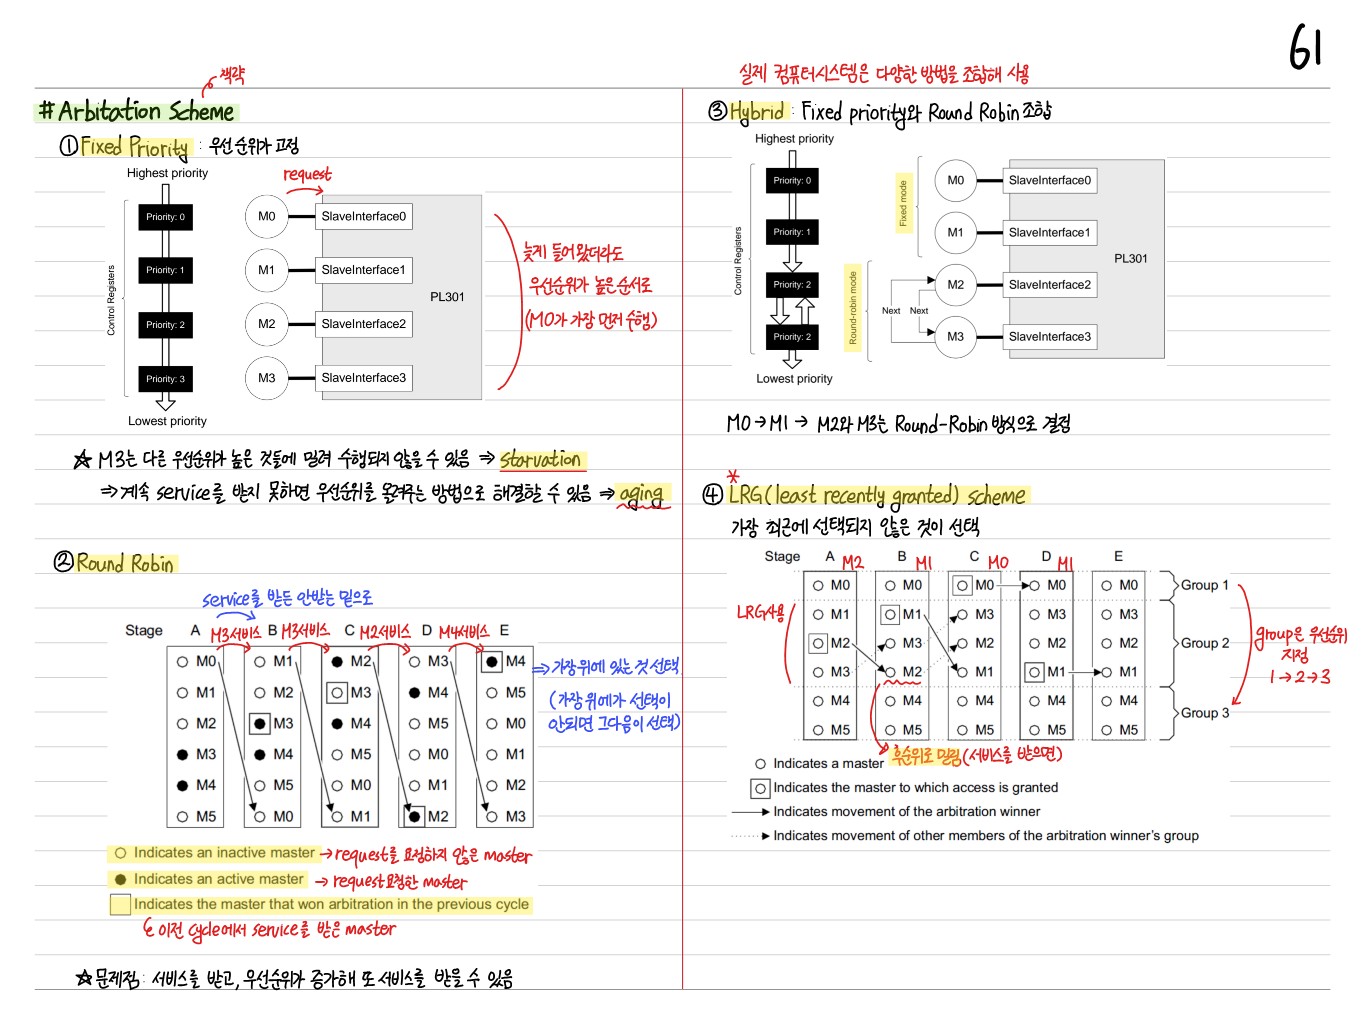 61
책략
# Arbitation Scheme
① Fixed Priority : 우선순위가 고정
Highest priority
request
Priority: 0
M0
SlaveInterface0
Priority: 1
M1
SlaveInterface1
Control Registers
PL301
Priority: 2
M2
SlaveInterface2
Priority: 3
M3
SlaveInterface3
Lowest priority
늦게 들어왔더라도
우선순위가 높은 순서로
(M0가 가장 먼저 수행)
☆ M3는 다른 우선순위가 높은 것들에 밀려 수행되지 않을 수 있음 ⇒ starvation
⇒ 계속 service를 받지 못하면 우선순위를 올려주는 방법으로 해결할 수 있음 ⇒ aging
② Round Robin
service를 받든 안받는 밑으로
Stage A M3서비스 B M3서비스 C M2서비스 D M4서비스 E
M0 M1 M2 M3 M4
M1 M2 M3 M4 M5
M2 M3 M4 M5 M0
M3 M4 M5 M0 M1
M4 M5 M0 M1 M2
M5 M0 M1 M2 M3
⇒ 가장위에 있는 것 선택
(가장 위에가 선택이
안되면 그다음이 선택)
Indicates an inactive master → request를 요청하지 않은 master
Indicates an active master → request 요청한 master
Indicates the master that won arbitration in the previous cycle
이전 cycle에서 service를 받은 master
☆ 문제점 : 서비스를 받고, 우선순위가 증가해 또 서비스를 받을 수 있음
실제 컴퓨터시스템은 다양한 방법을 조합해 사용
③ Hybrid : Fixed priority와 Round Robin 조합
Highest priority
Priority: 0
M0
SlaveInterface0
Fixed mode
Priority: 1
M1
SlaveInterface1
Control Registers
PL301
Priority: 2
M2
SlaveInterface2
Round-robin mode
Next Next
Priority: 2
M3
SlaveInterface3
Lowest priority
M0 → M1 → M2와 M3는 Round-Robin 방식으로 결정
*
④ LRG(least recently granted) scheme
가장 최근에 선택되지 않은 것이 선택
Stage A M2 B M1 C M0 D M1 E
M0 M0 M0 M0 M0 Group 1
LRG사용
M1 M1 M3 M3 M3
M2 M3 M2 M2 M2 Group 2
M3 M2 M1 M1 M1
M4 M4 M4 M4 M4
M5 M5 M5 M5 M5 Group 3
group은 우선순위
지정
1→2→3
후순위로 밀림(서비스를 받으면)
Indicates a master
Indicates the master to which access is granted
Indicates movement of the arbitration winner
Indicates movement of other members of the arbitration winner's group